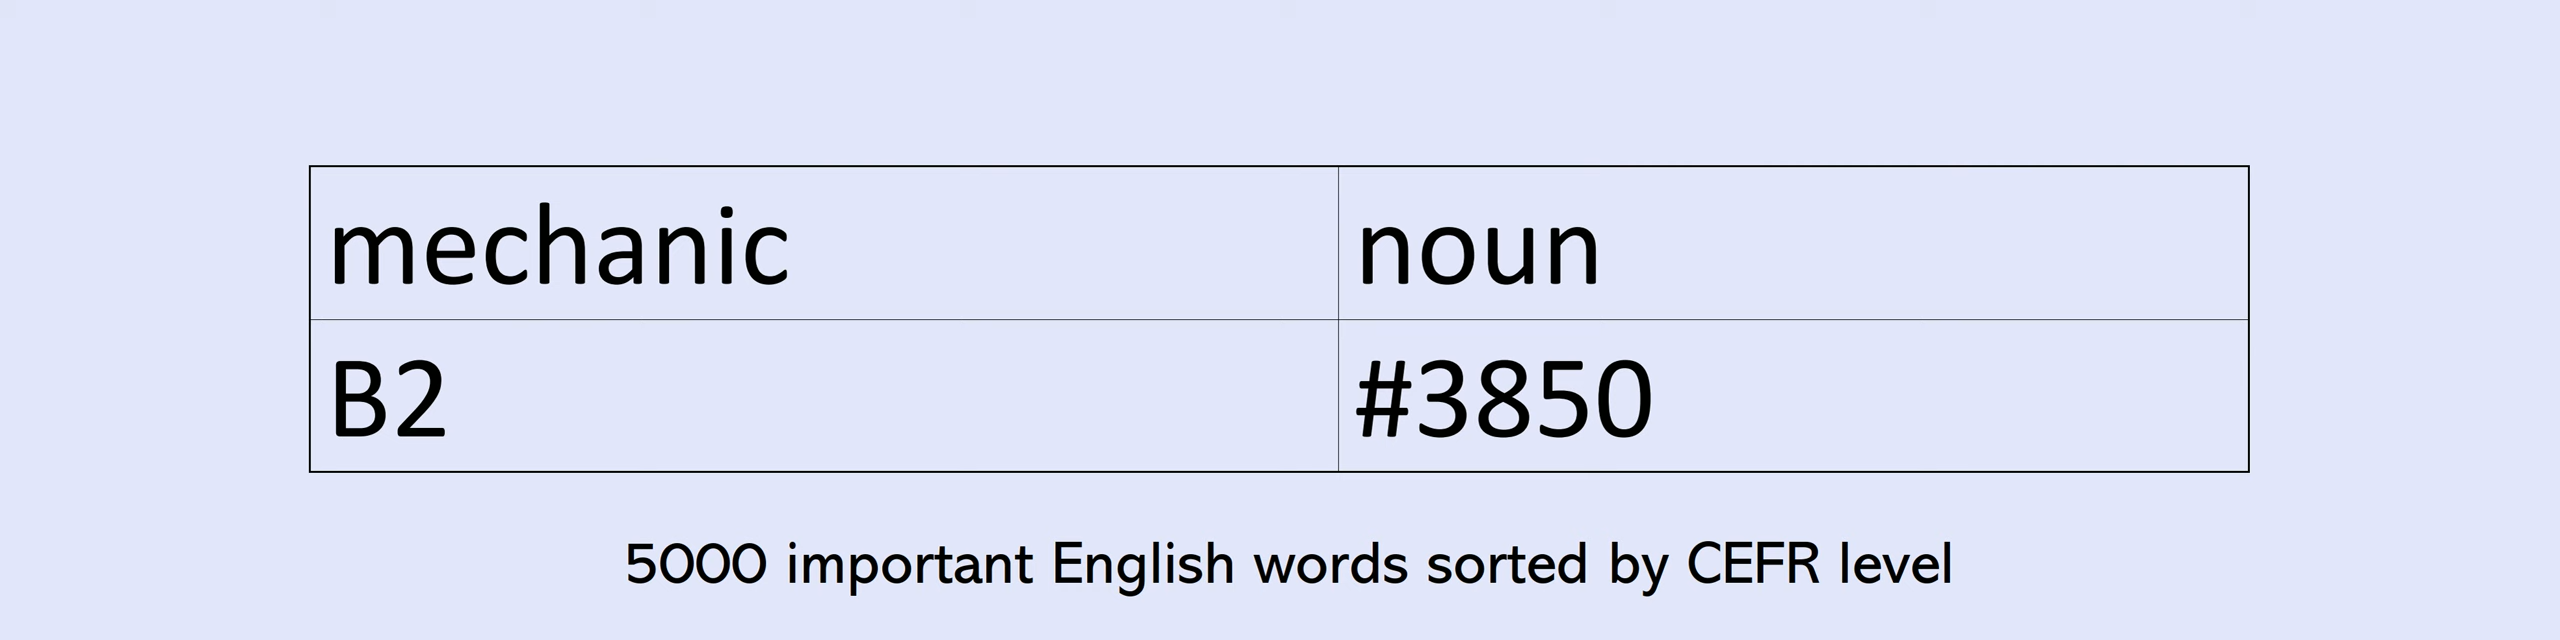 mechanic noun
B2 #3850
5000 important English words sorted by CEFR level